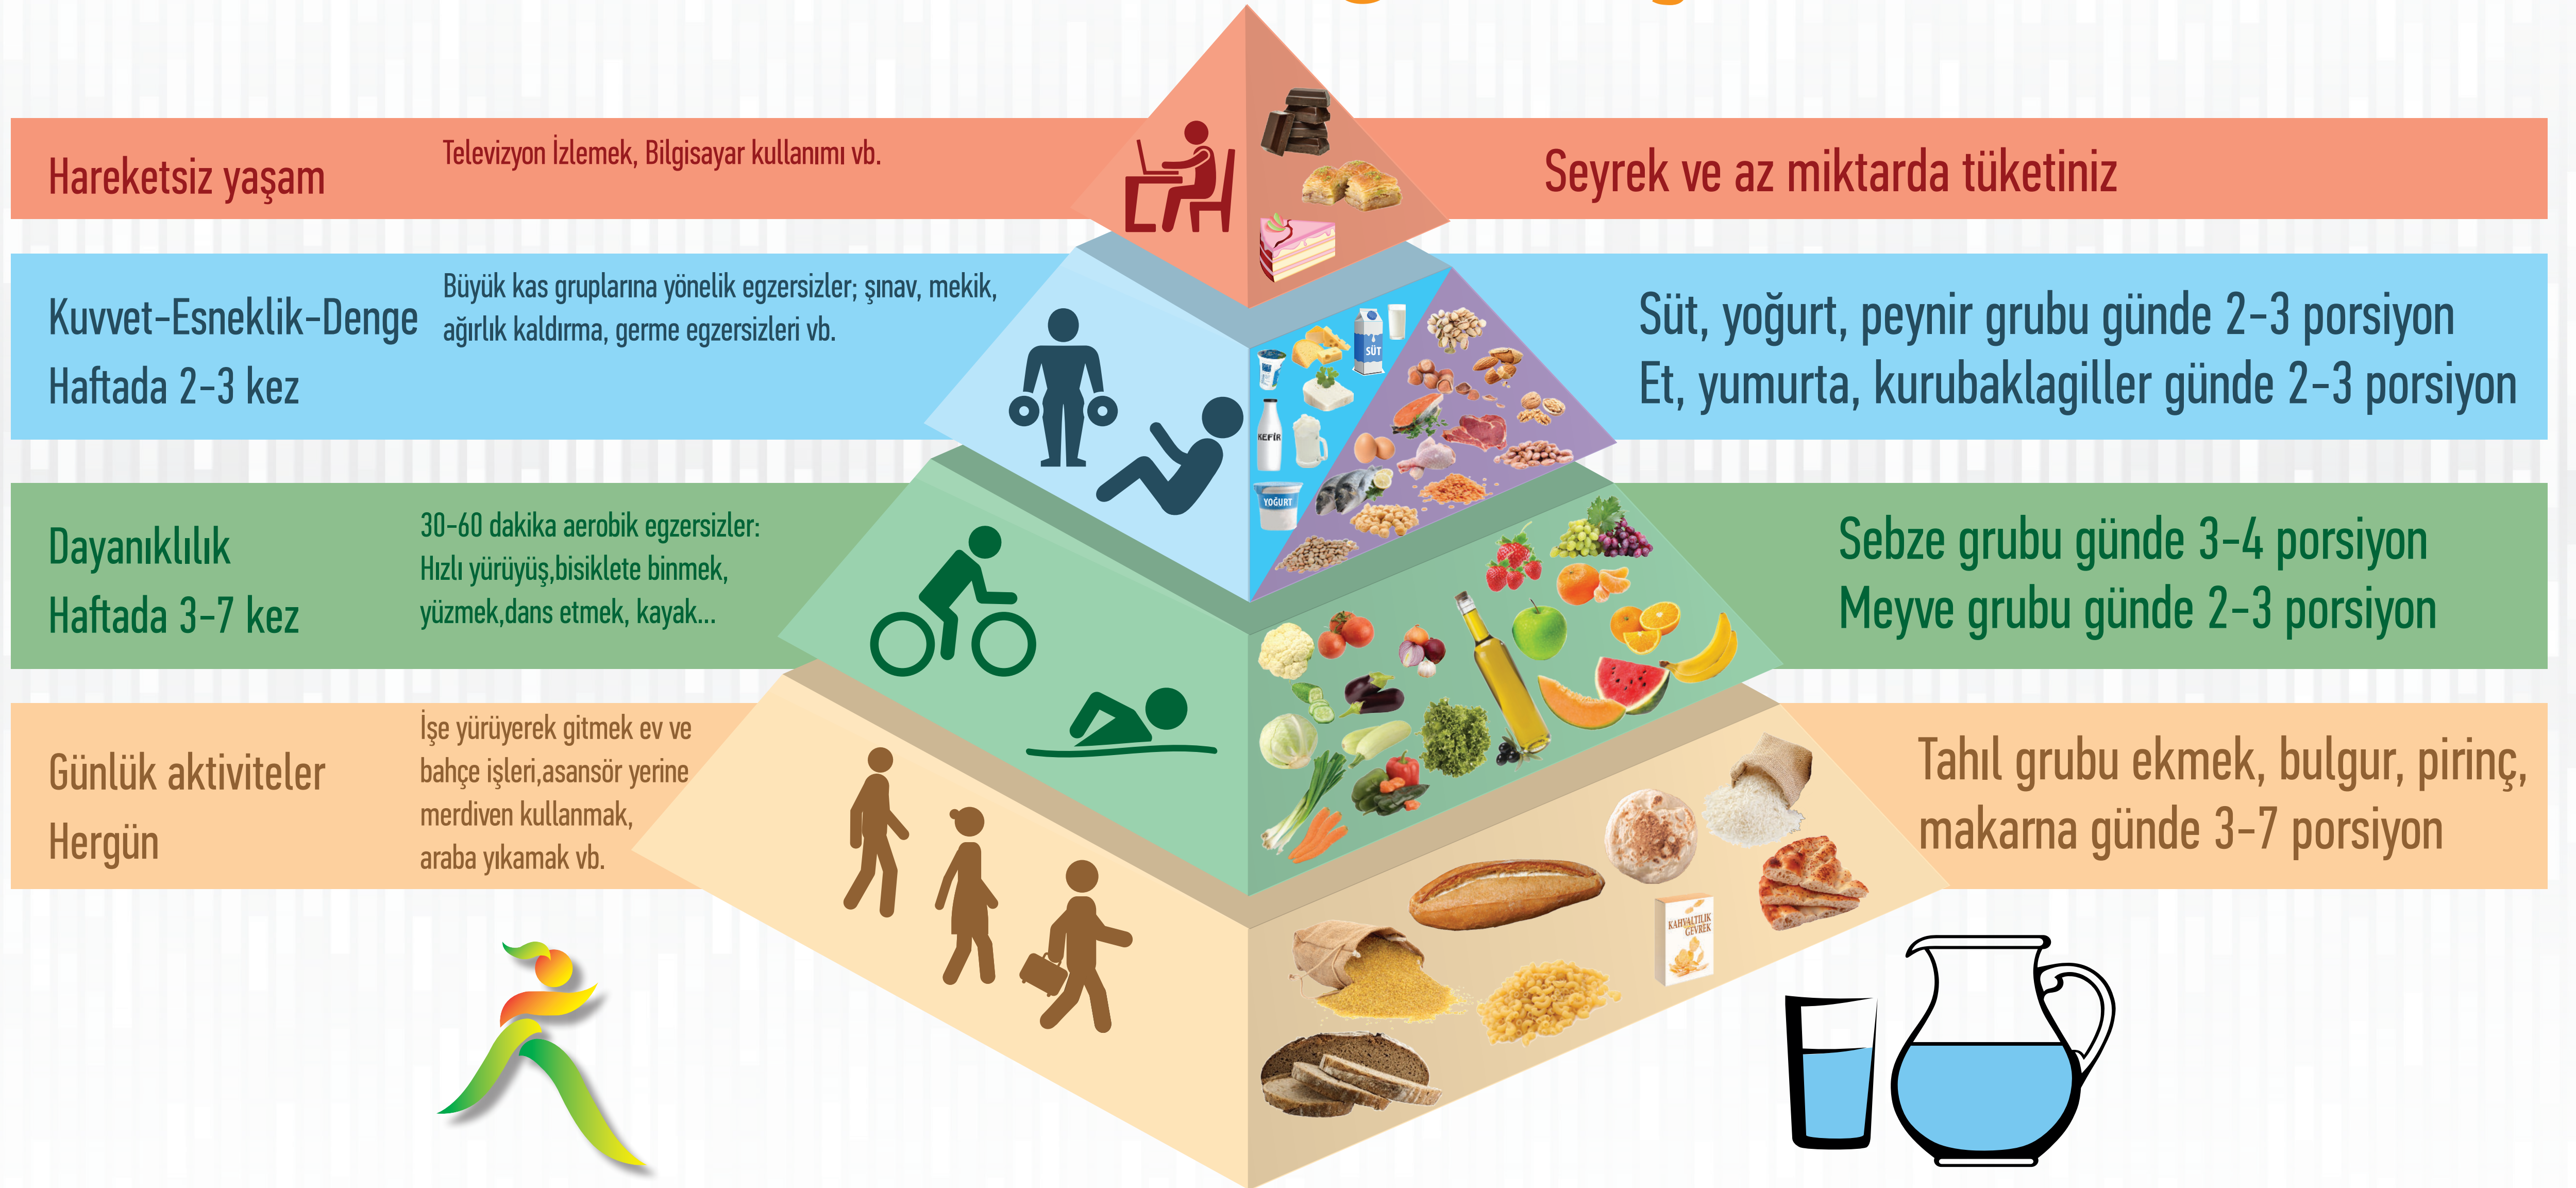 Hareketsiz yaşam
Televizyon İzlemek, Bilgisayar kullanımı vb.
Seyrek ve az miktarda tüketiniz
Kuvvet-Esneklik-Denge
Haftada 2-3 kez
Büyük kas gruplarına yönelik egzersizler; şınav, mekik,
ağırlık kaldırma, germe egzersizleri vb.
SÜT
KEFİR
YOĞURT
Süt, yoğurt, peynir grubu günde 2-3 porsiyon
Et, yumurta, kurubaklagiller günde 2-3 porsiyon
Dayanıklılık
Haftada 3-7 kez
30-60 dakika aerobik egzersizler:
Hızlı yürüyüş,bisiklete binmek,
yüzmek,dans etmek, kayak...
Sebze grubu günde 3-4 porsiyon
Meyve grubu günde 2-3 porsiyon
Günlük aktiviteler
Hergün
İşe yürüyerek gitmek ev ve
bahçe işleri,asansör yerine
merdiven kullanmak,
araba yıkamak vb.
KAHVALTILIK
GEVREK
Tahıl grubu ekmek, bulgur, pirinç,
makarna günde 3-7 porsiyon